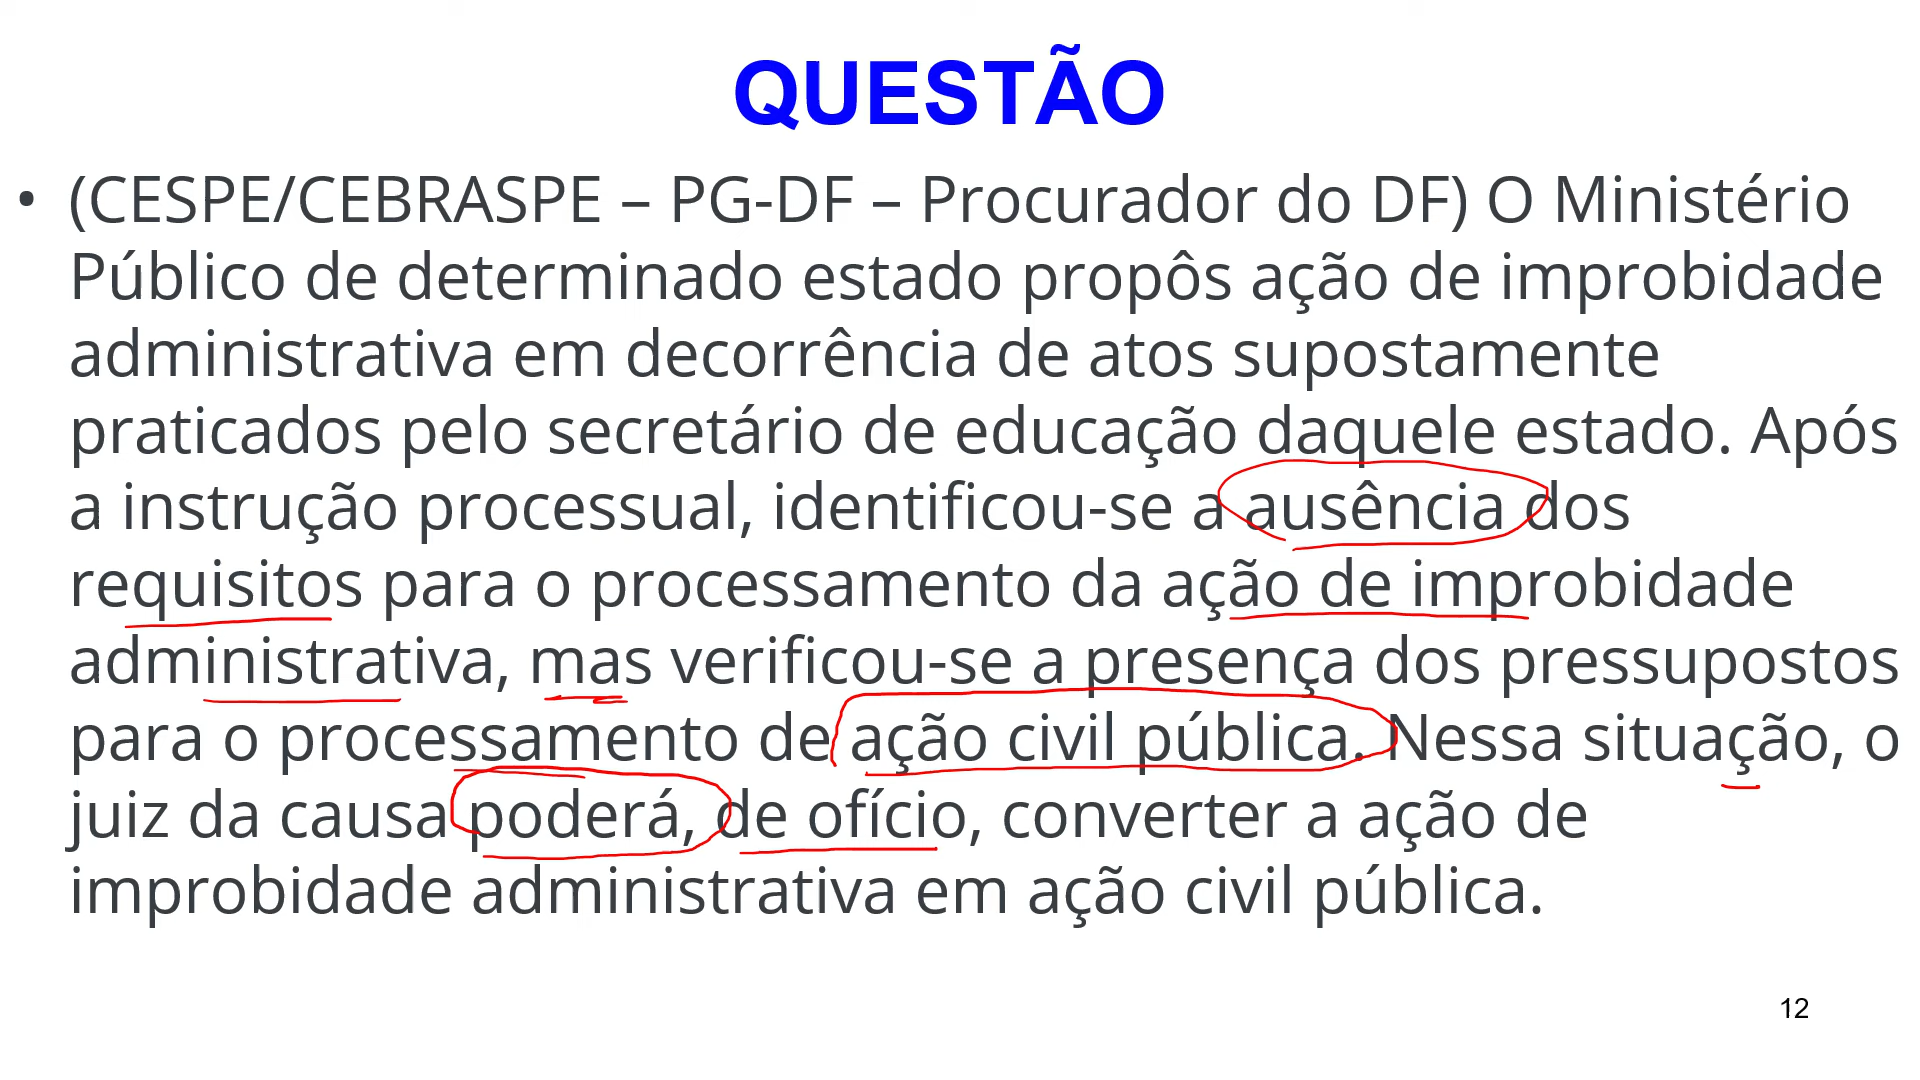 QUESTÃO
• (CESPE/CEBRASPE – PG-DF – Procurador do DF) O Ministério
Público de determinado estado propôs ação de improbidade
administrativa em decorrência de atos supostamente
praticados pelo secretário de educação daquele estado. Após
a instrução processual, identificou-se a ausência dos
requisitos para o processamento da ação de improbidade
administrativa, mas verificou-se a presença dos pressupostos
para o processamento de ação civil pública. Nessa situação, o
juiz da causa poderá, de ofício, converter a ação de
improbidade administrativa em ação civil pública.
12